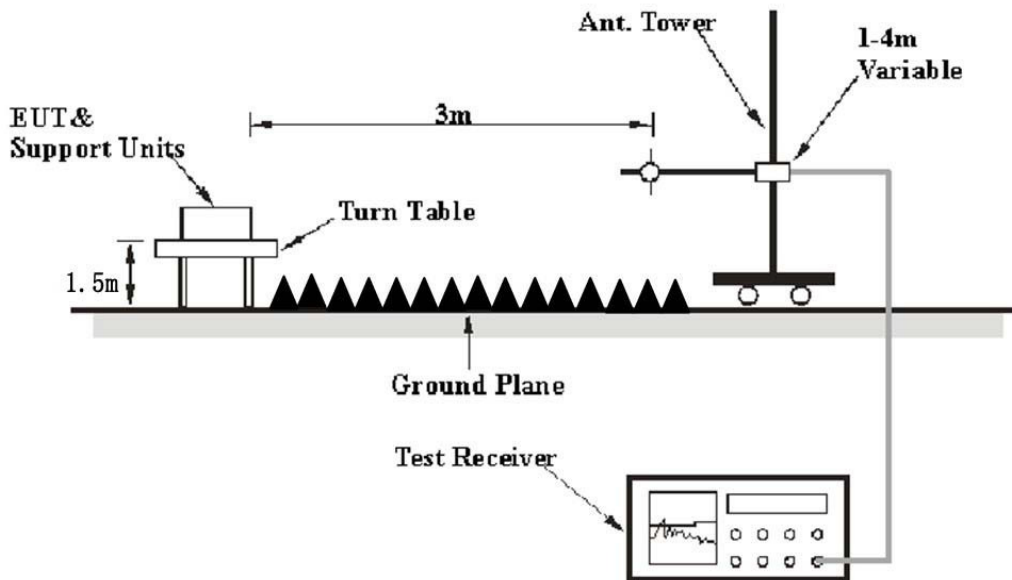 Ant. Tower
1-4m
Variable
3m
EUT&
Support Units
Turn Table
1.5m
Ground Plane
Test Receiver